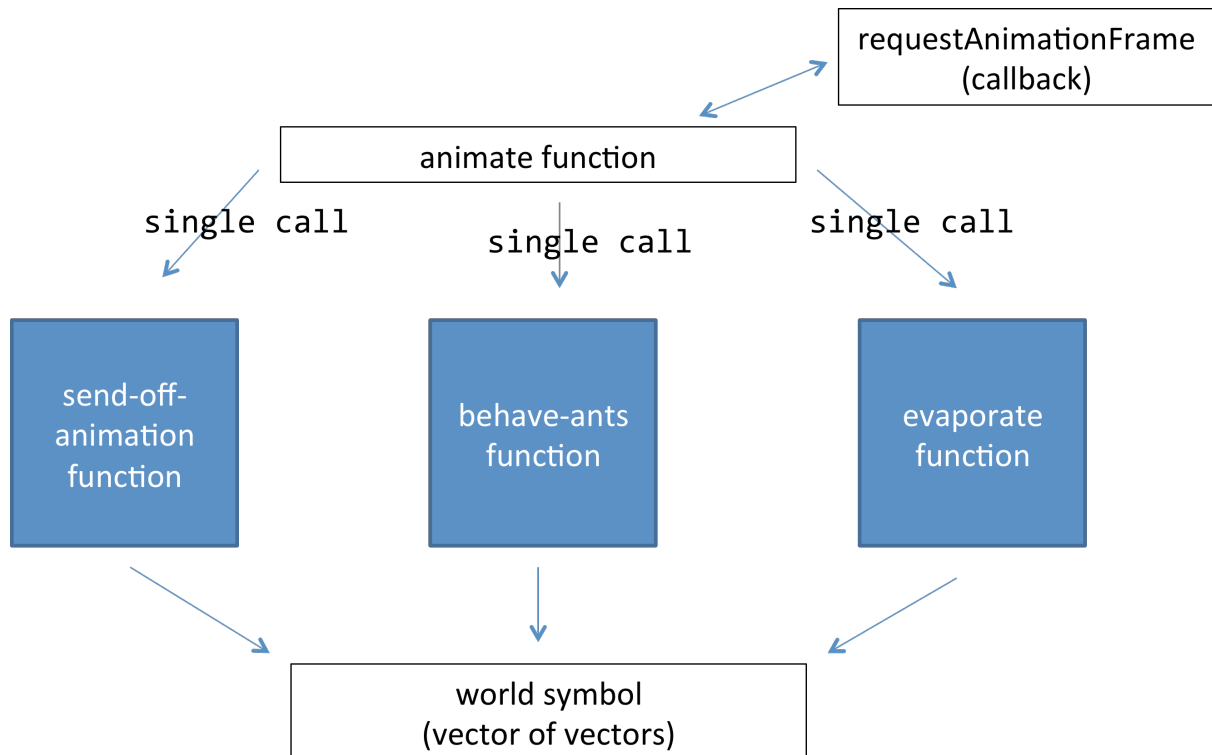 requestAnimationFrame
(callback)
animate function
single call
single call
single call
send-off-
animation
function
behave-ants
function
evaporate
function
world symbol
(vector of vectors)